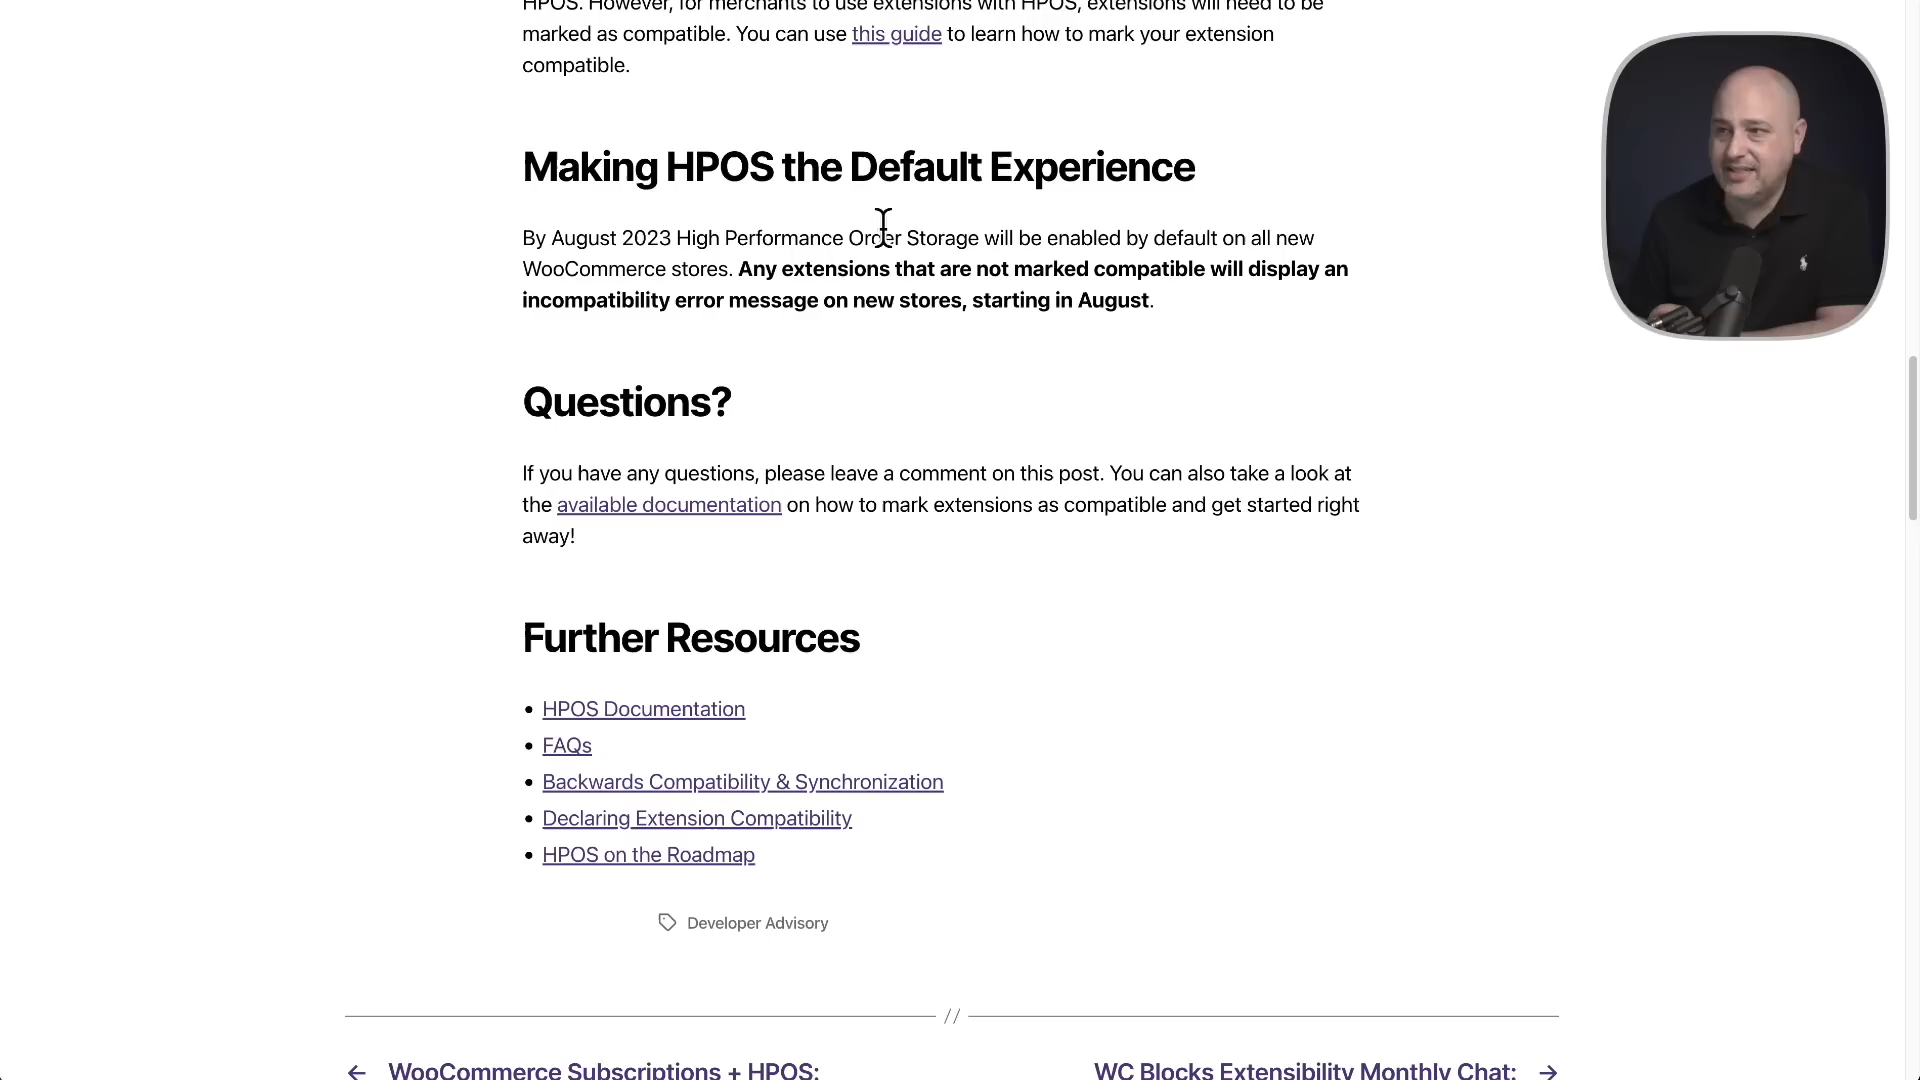 HPOS. However, for merchants to use extensions with HPOS, extensions will need to be
marked as compatible. You can use this guide to learn how to mark your extension
compatible.
Making HPOS the Default Experience
By August 2023 High Performance Order Storage will be enabled by default on all new
WooCommerce stores. Any extensions that are not marked compatible will display an
incompatibility error message on new stores, starting in August.
Questions?
If you have any questions, please leave a comment on this post. You can also take a look at
the available documentation on how to mark extensions as compatible and get started right
away!
Further Resources
• HPOS Documentation
• FAQs
• Backwards Compatibility & Synchronization
• Declaring Extension Compatibility
• HPOS on the Roadmap
Developer Advisory
//
← WooCommerce Subscriptions + HPOS:
WC Blocks Extensibility Monthly Chat: →